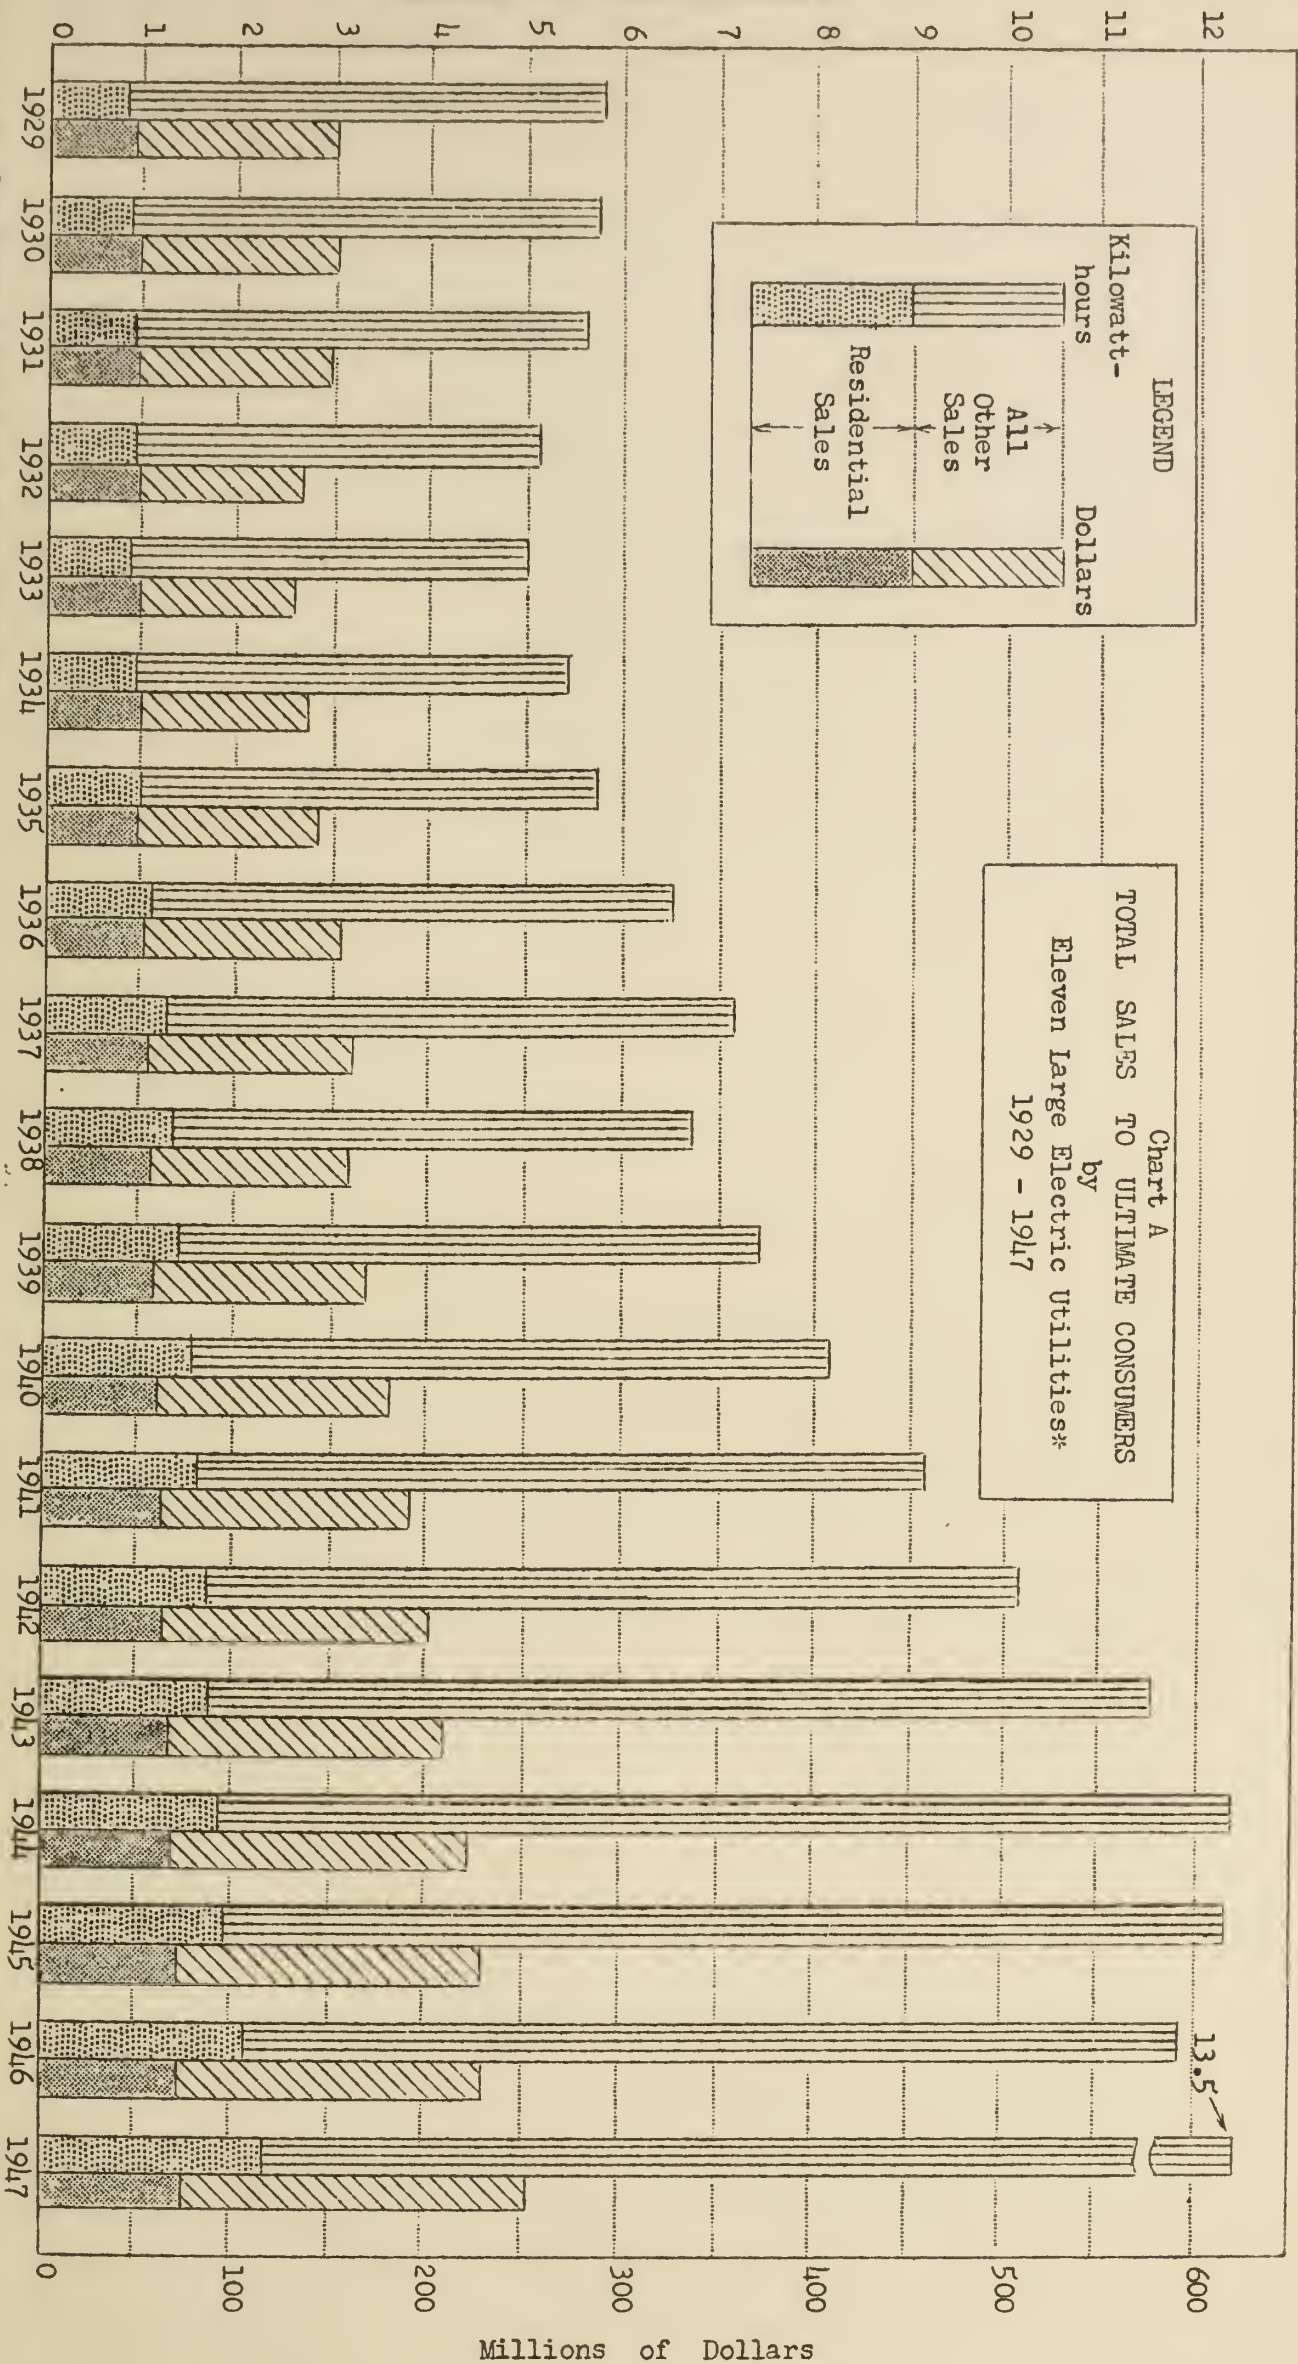 Chart A
TOTAL SALES TO ULTIMATE CONSUMERS
by
Eleven Large Electric Utilities*
1929 - 1947
LEGEND
Kilowatt-
hours
Dollars
All
Other
Sales
Residential
Sales
12
11
10
9
8
7
6
5
4
3
2
1
0
13.5
600
500
400
300
200
100
0
Millions of Dollars
1929
1930
1931
1932
1933
1934
1935
1936
1937
1938
1939
1940
1941
1942
1943
1944
1945
1946
1947